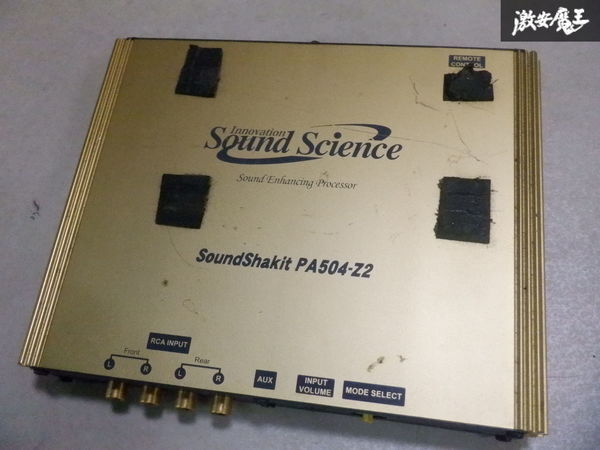 激安魔王
REMOTE
CONTROL
Innovation
Sound Science
Sound Enhancing Processor
SoundShakit PA504-Z2
RCA INPUT
Front
Rear
L
R
L
R
AUX
INPUT
VOLUME
MODE SELECT